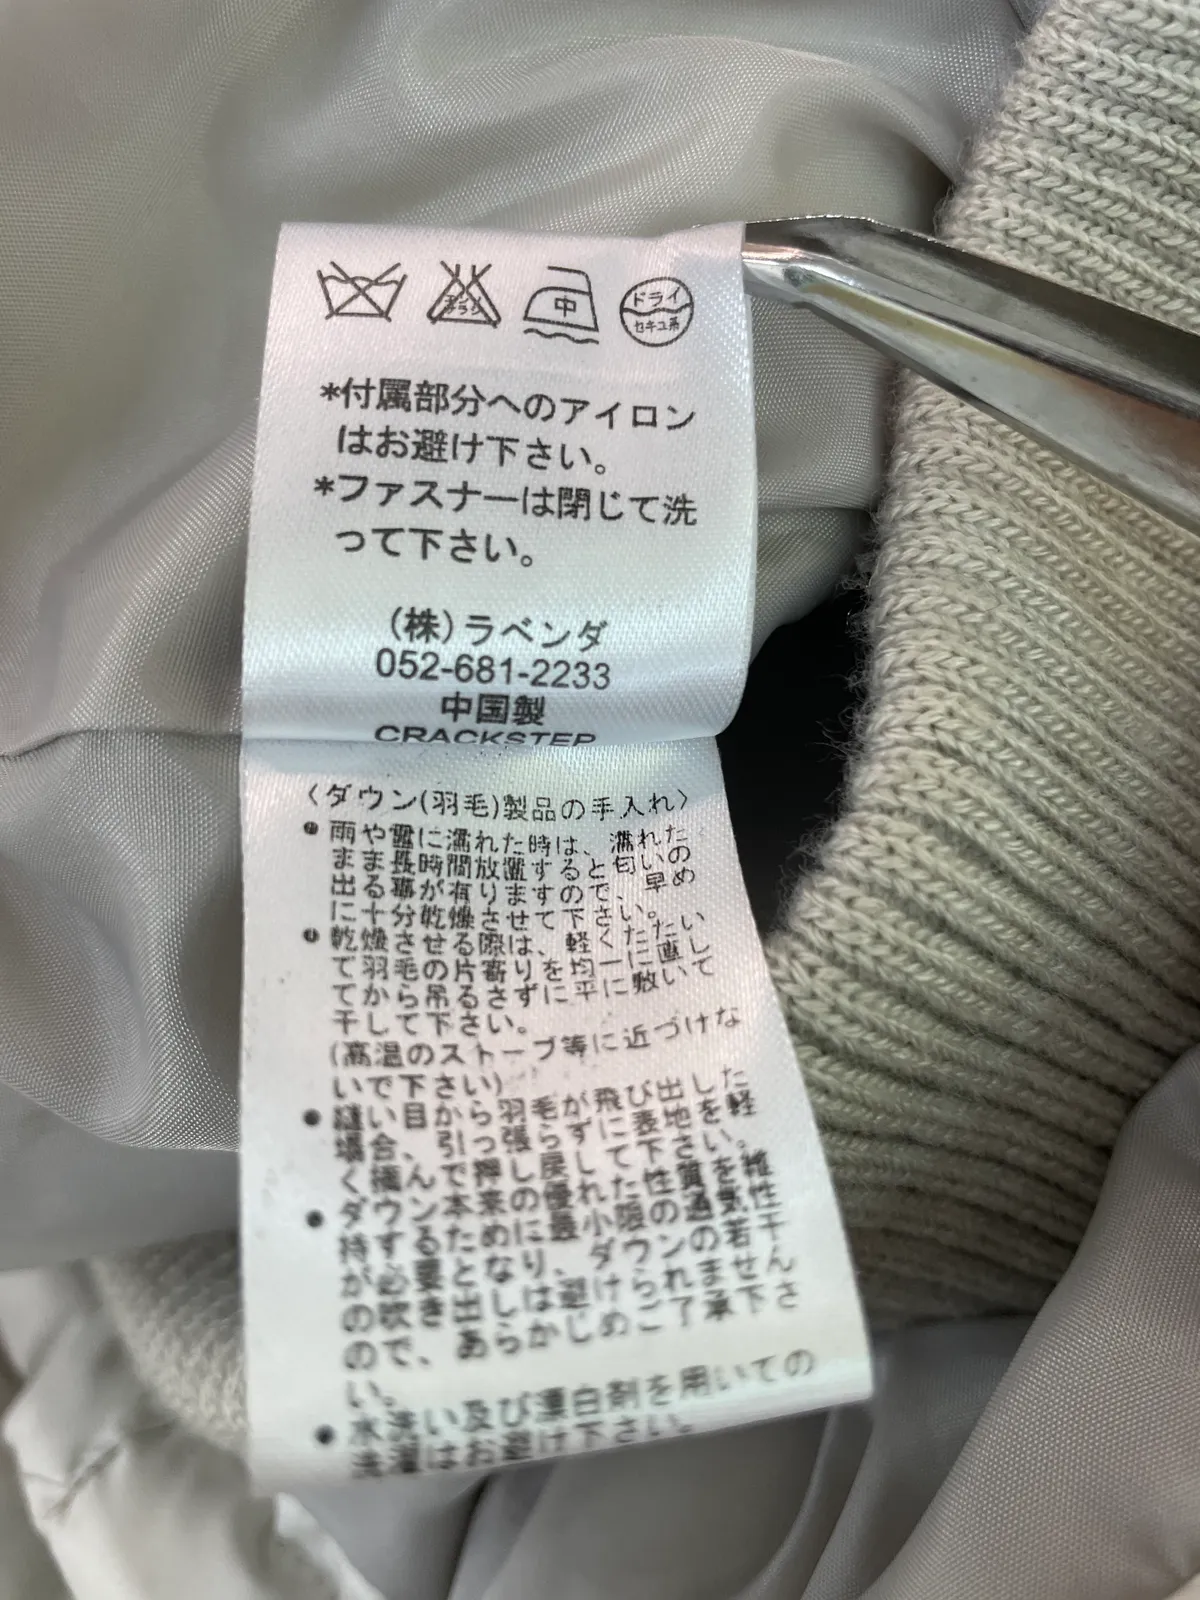 中
ドライ
セキユ系
*付属部分へのアイロン
はお避け下さい。
*ファスナーは閉じて洗
って下さい。
(株)ラベンダ
052-681-2233
中国製
CRACKSTEP
〈ダウン(羽毛)製品の手入れ〉
● 雨や雪に濡れた時は、濡れた
まま長時間放置すると匂いの
出る事が有りますので、早め
に十分乾燥させて下さい。
● 乾燥させる際は、軽くたたい
て羽毛の片寄りを均一に直し
てから吊るさずに平に敷いて
干して下さい。
(高温のストーブ等に近づけな
いで下さい)
● 縫い目から羽毛が飛び出した
場合、引っ張らずに表地を軽
く摘んで押し戻して下さい。
● ダウン本来の優れた性質を維
持するために最小限の通気性
が必要となり、ダウンの若干
の吹き出しは避けられません
ので、あらかじめご了承下さ
い。
● 水洗い及び漂白剤を用いての
洗濯はお避け下さい。